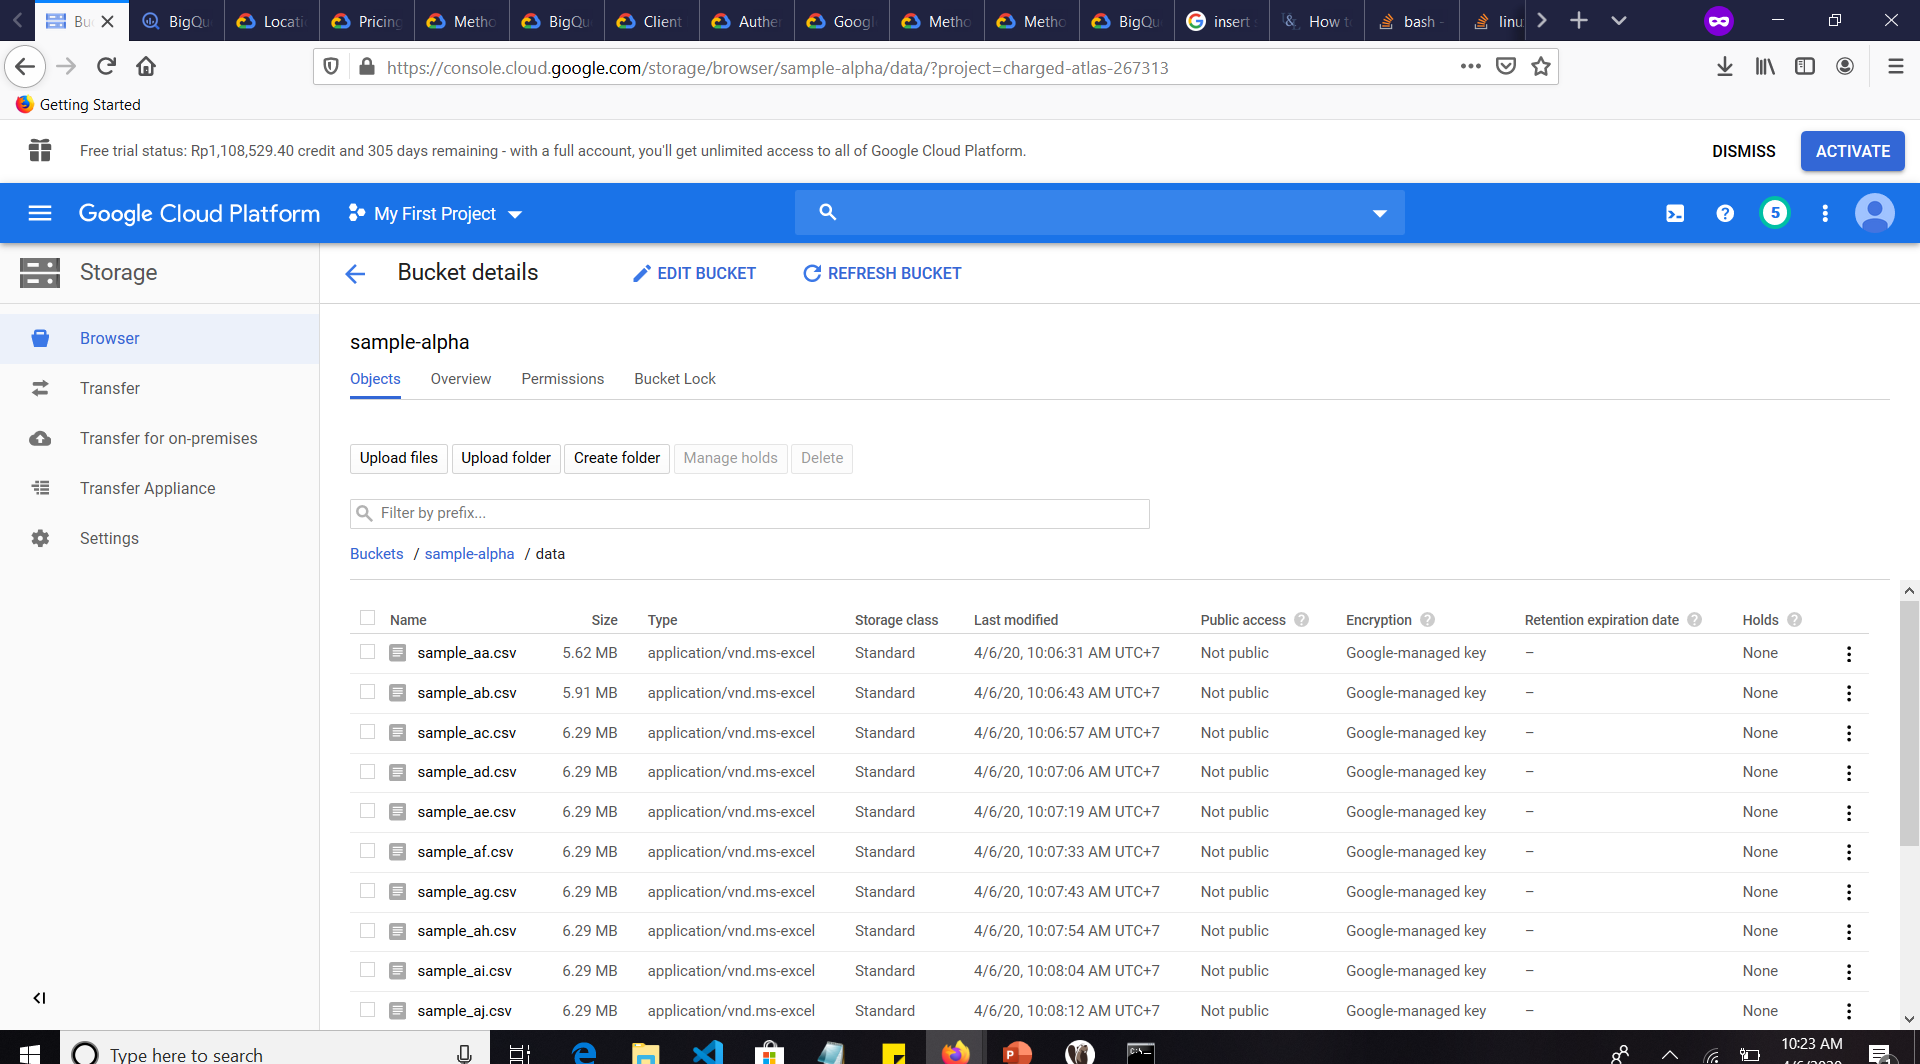 Buc
BigQu
Locati
Pricing
Metho
BigQu
Client
Auther
Google
Metho
Metho
BigQu
insert
How t
bash -
linu
https://console.cloud.google.com/storage/browser/sample-alpha/data/?project=charged-atlas-267313
Getting Started
Free trial status: Rp1,108,529.40 credit and 305 days remaining - with a full account, you'll get unlimited access to all of Google Cloud Platform.
DISMISS
ACTIVATE
Google Cloud Platform
My First Project
5
Storage
Bucket details
EDIT BUCKET
REFRESH BUCKET
Browser
Transfer
Transfer for on-premises
Transfer Appliance
Settings
sample-alpha
Objects Overview Permissions Bucket Lock
Upload files Upload folder Create folder Manage holds Delete
Filter by prefix...
Buckets / sample-alpha / data
Name Size Type Storage class Last modified Public access ? Encryption ? Retention expiration date ? Holds ?
sample_aa.csv 5.62 MB application/vnd.ms-excel Standard 4/6/20, 10:06:31 AM UTC+7 Not public Google-managed key – None
sample_ab.csv 5.91 MB application/vnd.ms-excel Standard 4/6/20, 10:06:43 AM UTC+7 Not public Google-managed key – None
sample_ac.csv 6.29 MB application/vnd.ms-excel Standard 4/6/20, 10:06:57 AM UTC+7 Not public Google-managed key – None
sample_ad.csv 6.29 MB application/vnd.ms-excel Standard 4/6/20, 10:07:06 AM UTC+7 Not public Google-managed key – None
sample_ae.csv 6.29 MB application/vnd.ms-excel Standard 4/6/20, 10:07:19 AM UTC+7 Not public Google-managed key – None
sample_af.csv 6.29 MB application/vnd.ms-excel Standard 4/6/20, 10:07:33 AM UTC+7 Not public Google-managed key – None
sample_ag.csv 6.29 MB application/vnd.ms-excel Standard 4/6/20, 10:07:43 AM UTC+7 Not public Google-managed key – None
sample_ah.csv 6.29 MB application/vnd.ms-excel Standard 4/6/20, 10:07:54 AM UTC+7 Not public Google-managed key – None
sample_ai.csv 6.29 MB application/vnd.ms-excel Standard 4/6/20, 10:08:04 AM UTC+7 Not public Google-managed key – None
sample_aj.csv 6.29 MB application/vnd.ms-excel Standard 4/6/20, 10:08:12 AM UTC+7 Not public Google-managed key – None
Type here to search
10:23 AM